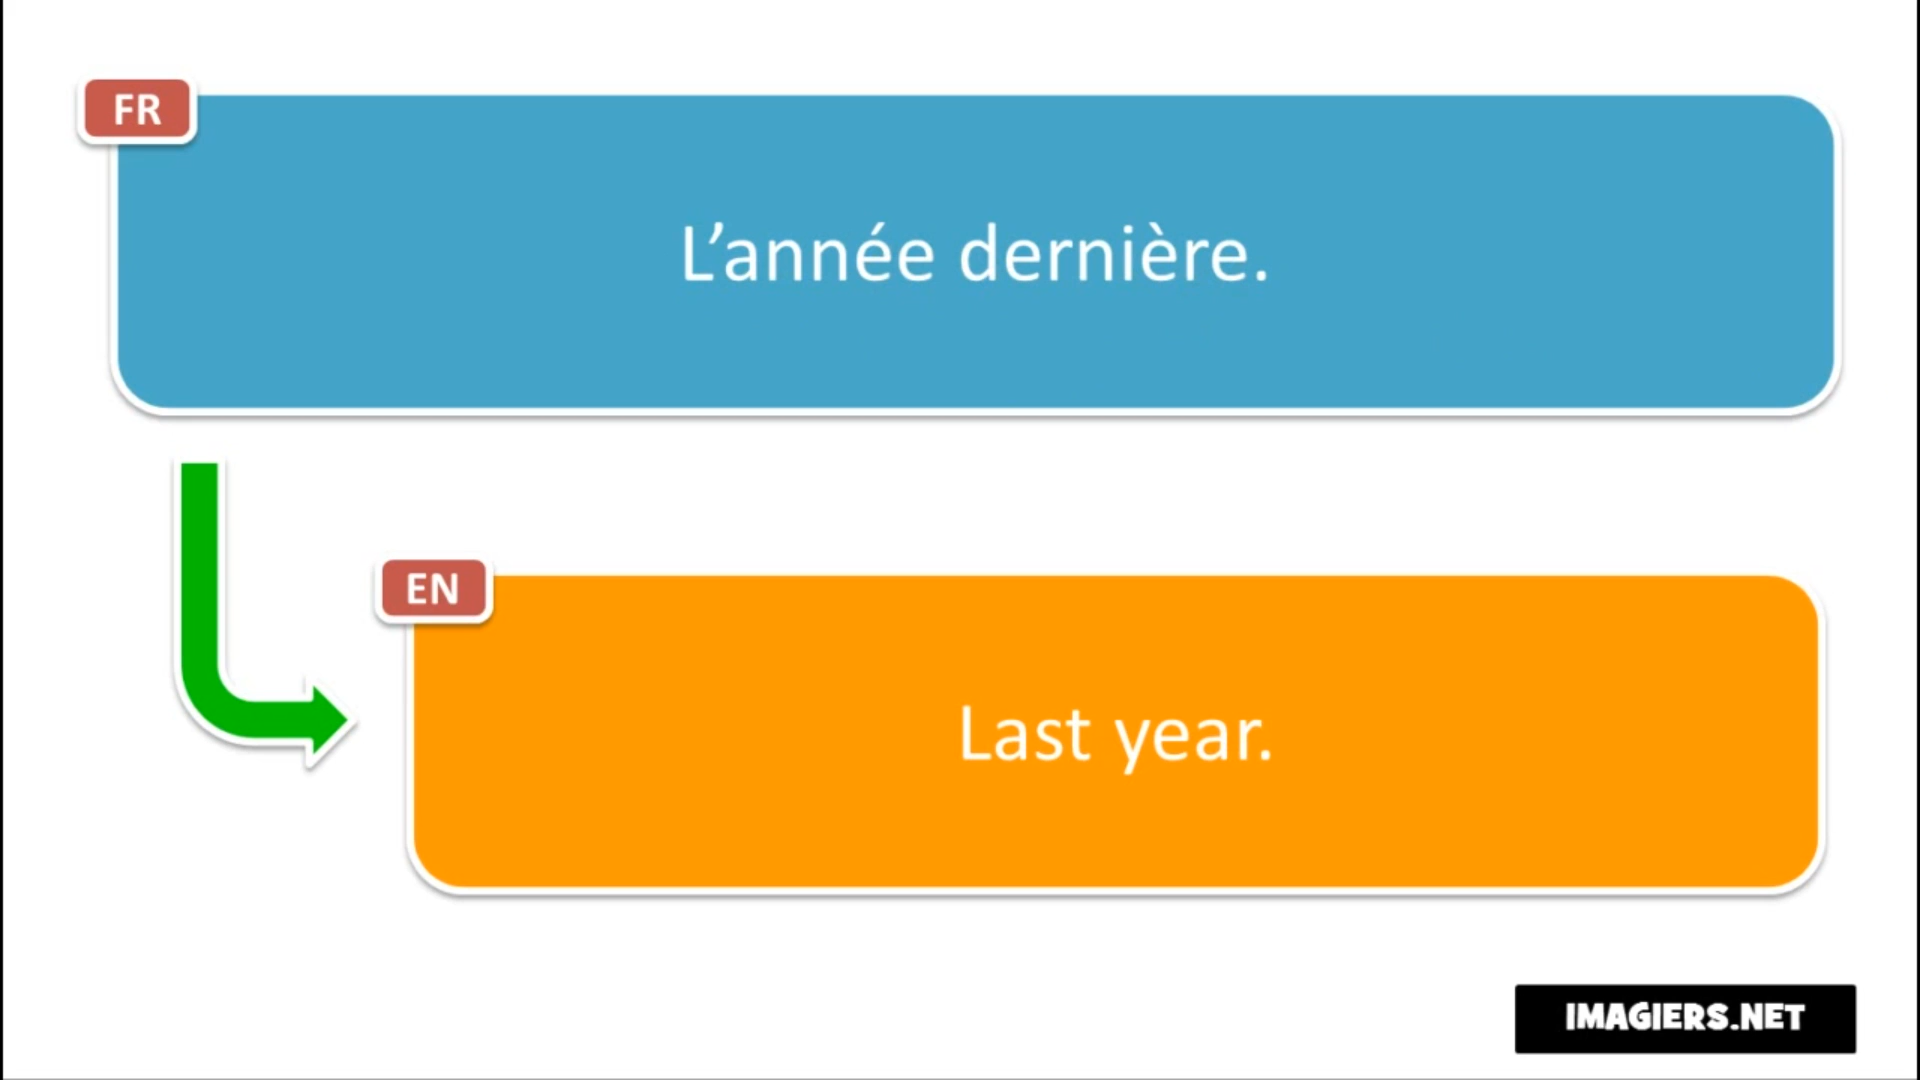 FR
L’année dernière.
EN
Last year.
IMAGIERS.NET